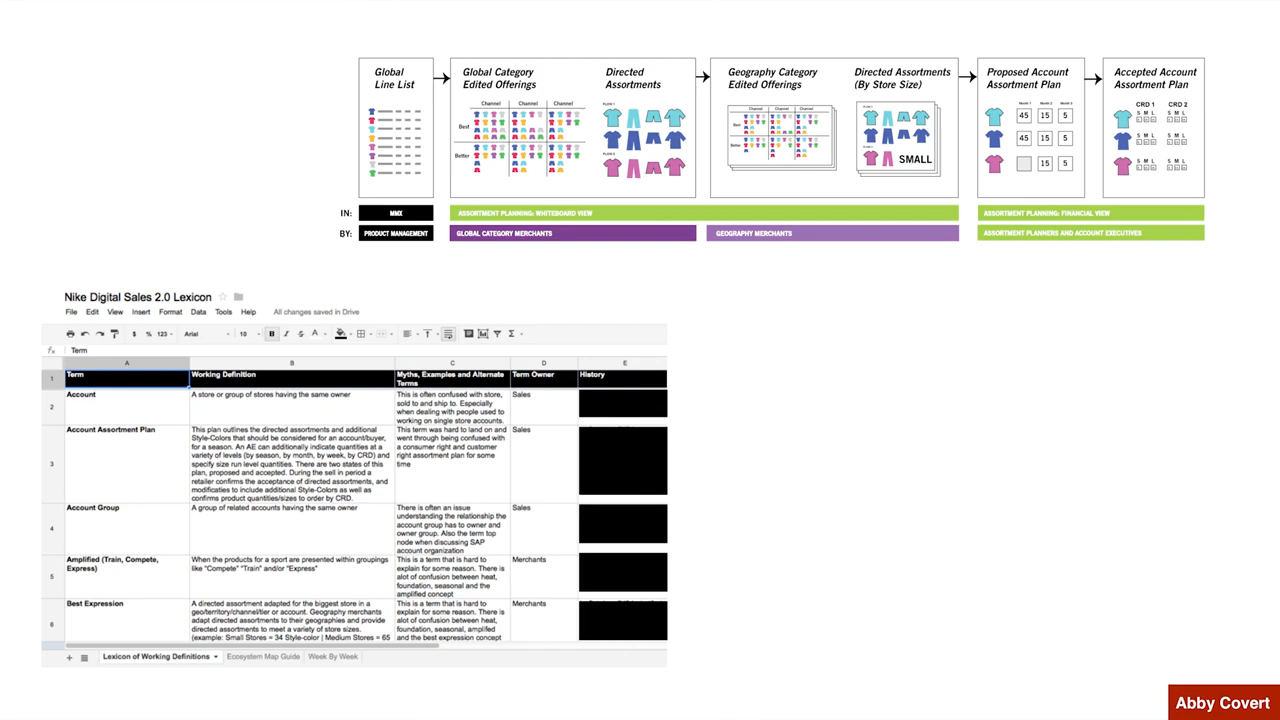 Global
Line List
Global Category
Edited Offerings
Directed
Assortments
Geography Category
Edited Offerings
Directed Assortments
(By Store Size)
Proposed Account
Assortment Plan
Accepted Account
Assortment Plan
Channel Channel Channel
Best
Better
SMALL
Month 1 Month 2 Month 3
45 15 5
45 15 5
15 5
CRD 1 CRD 2
S M L S M L
S M L S M L
S M L S M L
IN: MMX ASSORTMENT PLANNING: WHITEBOARD VIEW ASSORTMENT PLANNING: FINANCIAL VIEW
BY: PRODUCT MANAGEMENT GLOBAL CATEGORY MERCHANTS GEOGRAPHY MERCHANTS ASSORTMENT PLANNERS AND ACCOUNT EXECUTIVES
Nike Digital Sales 2.0 Lexicon
File Edit View Insert Format Data Tools Help All changes saved in Drive
$ % 123 Arial 10 B I S A Σ
fx Term
A B C D E
1 Term Working Definition Myths, Examples and Alternate Term Owner History
Terms
2 Account A store or group of stores having the same owner This is often confused with store, Sales
sold to and ship to. Especially
when dealing with people used to
working on single store accounts.
3 Account Assortment Plan This plan outlines the directed assortments and additional This term was hard to land on and Sales
Style-Colors that should be considered for an account/buyer, went through being confused with
for a season. An AE can additionally indicate quantities at a a consumer right and customer
variety of levels (by season, by month, by week, by CRD) and right assortment plan for some
specify size run level quantities. There are two states of this time
plan, proposed and accepted. During the sell in period a
retailer confirms the acceptance of directed assortments, and
modificaties to include additional Style-Colors as well as
confirms product quantities/sizes to order by CRD.
4 Account Group A group of related accounts having the same owner There is often an issue Sales
understanding the relationship the
account group has to owner and
owner group. Also the term top
node when discussing SAP
account organization
5 Amplified (Train, Compete, When the products for a sport are presented within groupings This is a term that is hard to Merchants
Express) like "Compete" "Train" and/or "Express" explain for some reason. There is
alot of confusion between heat,
foundation, seasonal and the
amplified concept
6 Best Expression A directed assortment adapted for the biggest store in a This is a term that is hard to Merchants
geo/territory/channel/tier or account. Geography merchants explain for some reason. There is
adapt directed assortments to their geographies and provide alot of confusion between heat,
directed assortments to meet a variety of store sizes. foundation, seasonal, amplifed
(example: Small Stores = 34 Style-color | Medium Stores = 65 and the best expression concept
Lexicon of Working Definitions Ecosystem Map Guide Week By Week
Abby Covert